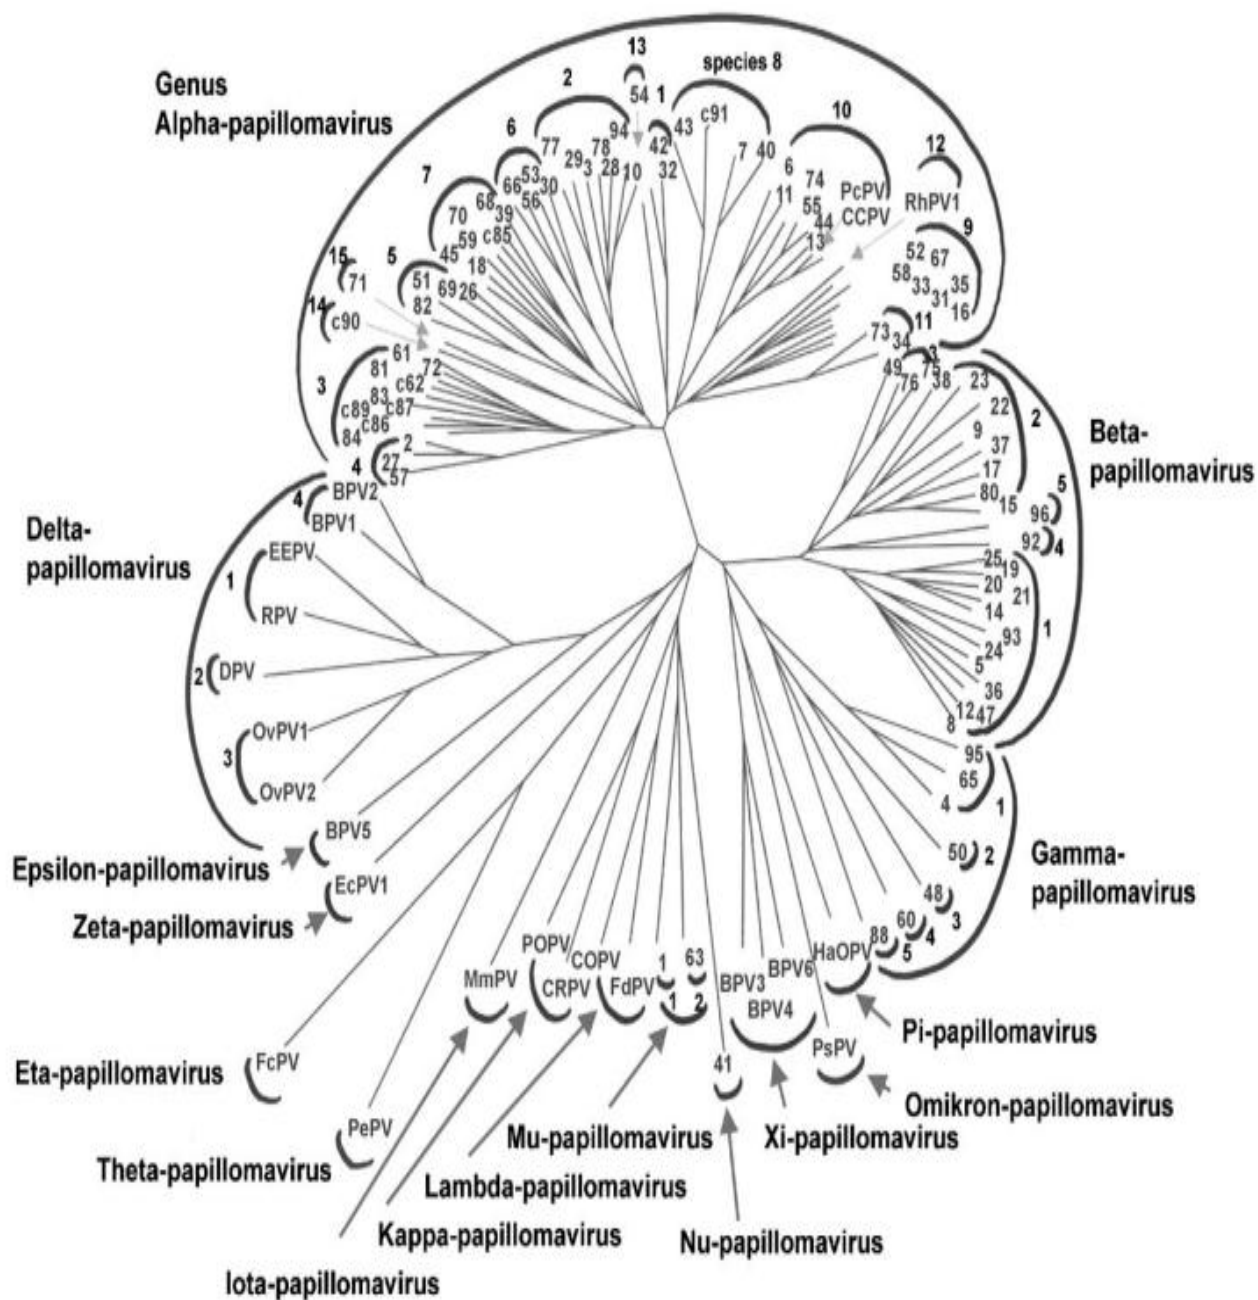 Genus
Alpha-papillomavirus
13
species 8
2
54
1
c91
43
10
6
94
42
7
40
12
77
78
29
3
28
10
32
6
74
PcPV
CCPV
RhPV1
7
53
66
30
56
11
55
44
13
9
68
39
70
c85
59
45
18
52
67
58
33
35
31
16
15
71
5
51
69
26
82
14
c90
11
73
34
3
61
81
72
c62
83
c89
c87
c86
84
3
49
75
76
38
23
22
2
9
37
17
80
15
Beta-
papillomavirus
5
96
92
4
4
2
27
57
4
BPV2
BPV1
Delta-
papillomavirus
EEPV
1
RPV
2
DPV
OvPV1
3
OvPV2
25
19
20
21
14
93
1
24
5
36
12
47
8
95
65
4
1
BPV5
Epsilon-papillomavirus
EcPV1
Zeta-papillomavirus
50
2
Gamma-
papillomavirus
48
3
60
4
88
5
POPV
COPV
MmPV
CRPV
FdPV
1
63
1
2
BPV3
BPV6
BPV4
HaOPV
Pi-papillomavirus
PsPV
41
Omikron-papillomavirus
FcPV
Eta-papillomavirus
PePV
Theta-papillomavirus
Mu-papillomavirus
Xi-papillomavirus
Lambda-papillomavirus
Kappa-papillomavirus
Nu-papillomavirus
Iota-papillomavirus